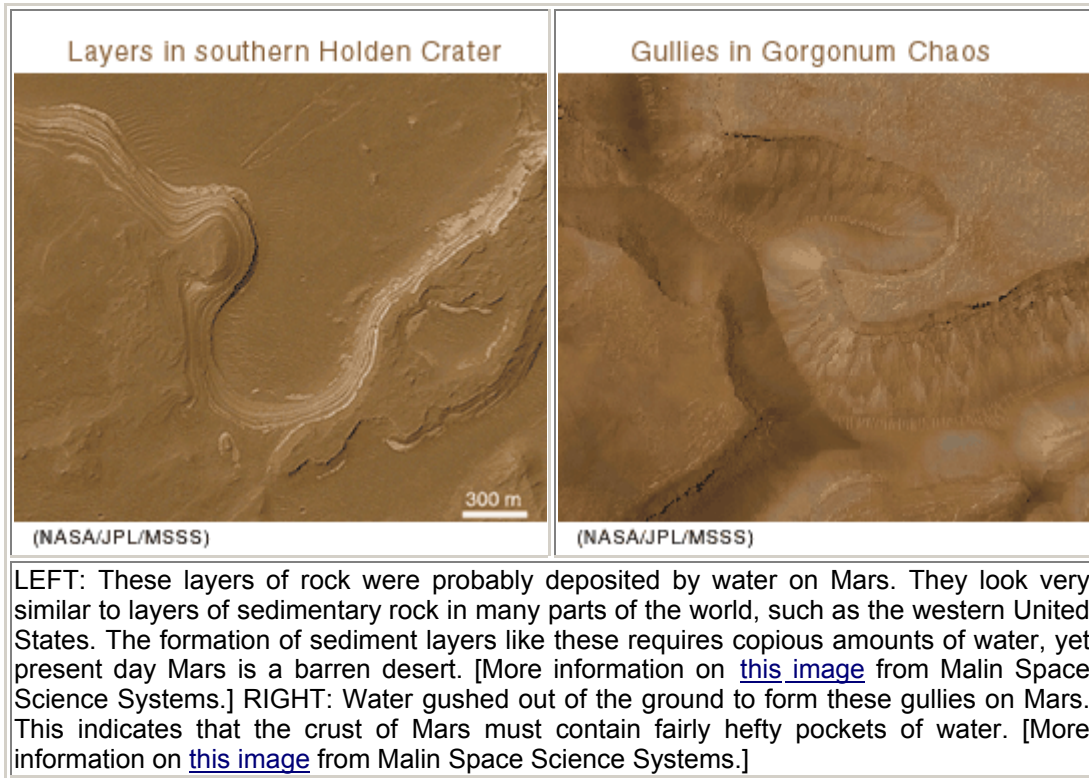 Layers in southern Holden Crater
Gullies in Gorgonum Chaos
300 m
(NASA/JPL/MSSS)
(NASA/JPL/MSSS)
LEFT: These layers of rock were probably deposited by water on Mars. They look very
similar to layers of sedimentary rock in many parts of the world, such as the western United
States. The formation of sediment layers like these requires copious amounts of water, yet
present day Mars is a barren desert. [More information on this image from Malin Space
Science Systems.] RIGHT: Water gushed out of the ground to form these gullies on Mars.
This indicates that the crust of Mars must contain fairly hefty pockets of water. [More
information on this image from Malin Space Science Systems.]